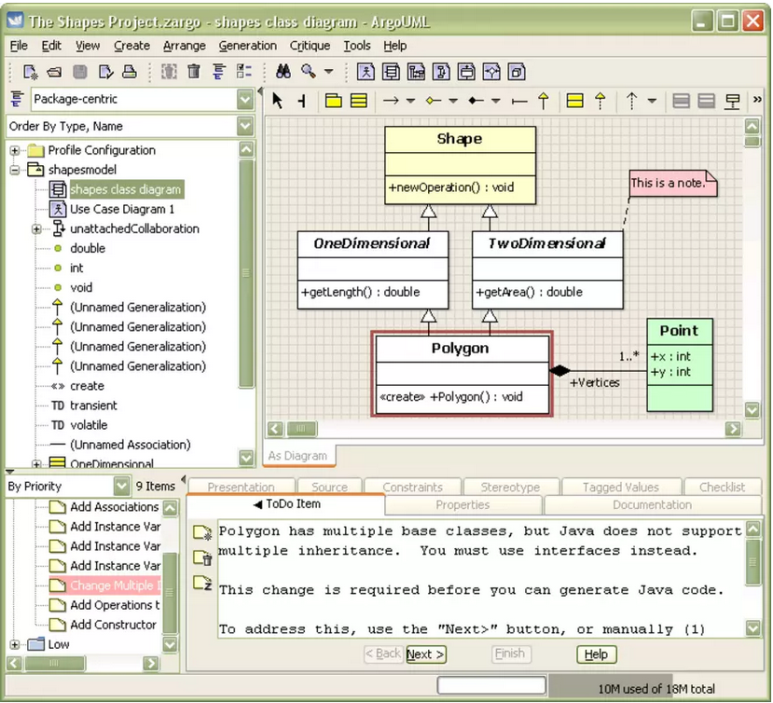 The Shapes Project.zargo - shapes class diagram - ArgoUML
File Edit View Create Arrange Generation Critique Tools Help
Package-centric
Order By Type, Name
Profile Configuration
shapesmodel
shapes class diagram
Use Case Diagram 1
unattachedCollaboration
double
int
void
(Unnamed Generalization)
(Unnamed Generalization)
(Unnamed Generalization)
(Unnamed Generalization)
«» create
TD transient
TD volatile
(Unnamed Association)
OneDimensional
Shape
+newOperation() : void
This is a note.
OneDimensional
+getLength() : double
TwoDimensional
+getArea() : double
Polygon
«create» +Polygon() : void
1..*
+Vertices
Point
+x : int
+y : int
As Diagram
By Priority
9 Items
Add Associations
Add Instance Var
Add Instance Var
Add Instance Var
Change Multiple I
Add Operations t
Add Constructor
Low
Presentation Source Constraints Stereotype Tagged Values Checklist
ToDo Item Properties Documentation
Polygon has multiple base classes, but Java does not support
multiple inheritance. You must use interfaces instead.
This change is required before you can generate Java code.
To address this, use the "Next>" button, or manually (1)
< Back Next > Finish Help
10M used of 18M total